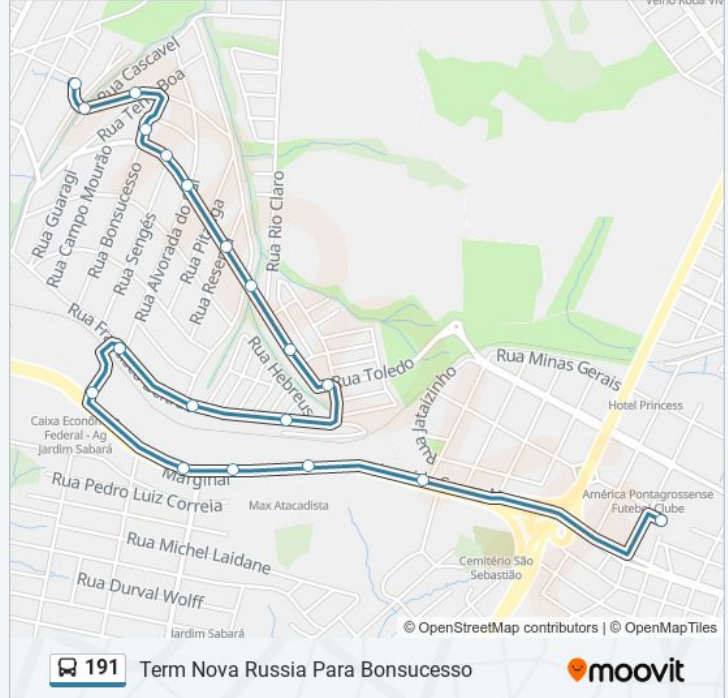 Rua Cascavel
Rua Terra Boa
Rua Guaragi
Rua Campo Mourão
Rua Bonsucesso
Rua Sengés
Rua Alvorada do Sul
Rua Reserva
Rua Rio Claro
Rua Hebreus
Rua Toledo
Rua Minas Gerais
Rua Jataizinho
Hotel Princess
Caixa Econôm
Federal - Ag
Jardim Sabará
Marginal
Rua Pedro Luiz Correia
Max Atacadista
América Pontagrossense
Futebol Clube
Rua Michel Laidane
Cemitério São
Sebastião
Rua Durval Wolff
Jardim Sabará
© OpenStreetMap contributors | © OpenMapTiles
191 Term Nova Russia Para Bonsucesso
moovit